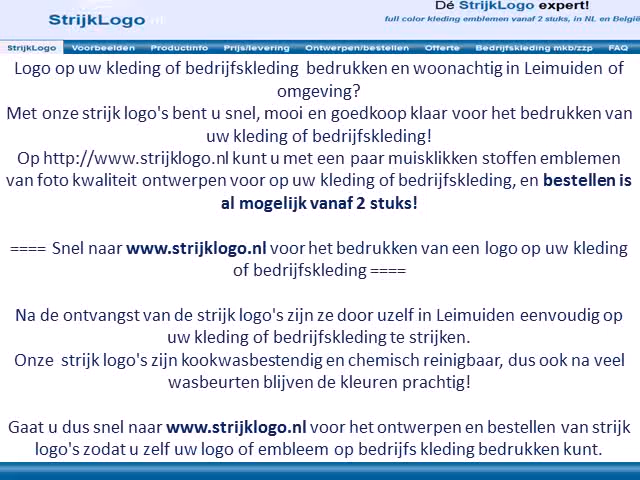 Dé StrijkLogo expert!
StrijkLogo.nl
full color kleding emblemen vanaf 2 stuks, in NL en België
StrijkLogo Voorbeelden Productinfo Prijs/levering Ontwerpen/bestellen Offerte Bedrijfskleding mkb/zzp FAQ
Logo op uw kleding of bedrijfskleding bedrukken en woonachtig in Leimuiden of
omgeving?
Met onze strijk logo's bent u snel, mooi en goedkoop klaar voor het bedrukken van
uw kleding of bedrijfskleding!
Op http://www.strijklogo.nl kunt u met een paar muisklikken stoffen emblemen
van foto kwaliteit ontwerpen voor op uw kleding of bedrijfskleding, en bestellen is
al mogelijk vanaf 2 stuks!
==== Snel naar www.strijklogo.nl voor het bedrukken van een logo op uw kleding
of bedrijfskleding ====
Na de ontvangst van de strijk logo's zijn ze door uzelf in Leimuiden eenvoudig op
uw kleding of bedrijfskleding te strijken.
Onze strijk logo's zijn kookwasbestendig en chemisch reinigbaar, dus ook na veel
wasbeurten blijven de kleuren prachtig!
Gaat u dus snel naar www.strijklogo.nl voor het ontwerpen en bestellen van strijk
logo's zodat u zelf uw logo of embleem op bedrijfs kleding bedrukken kunt.